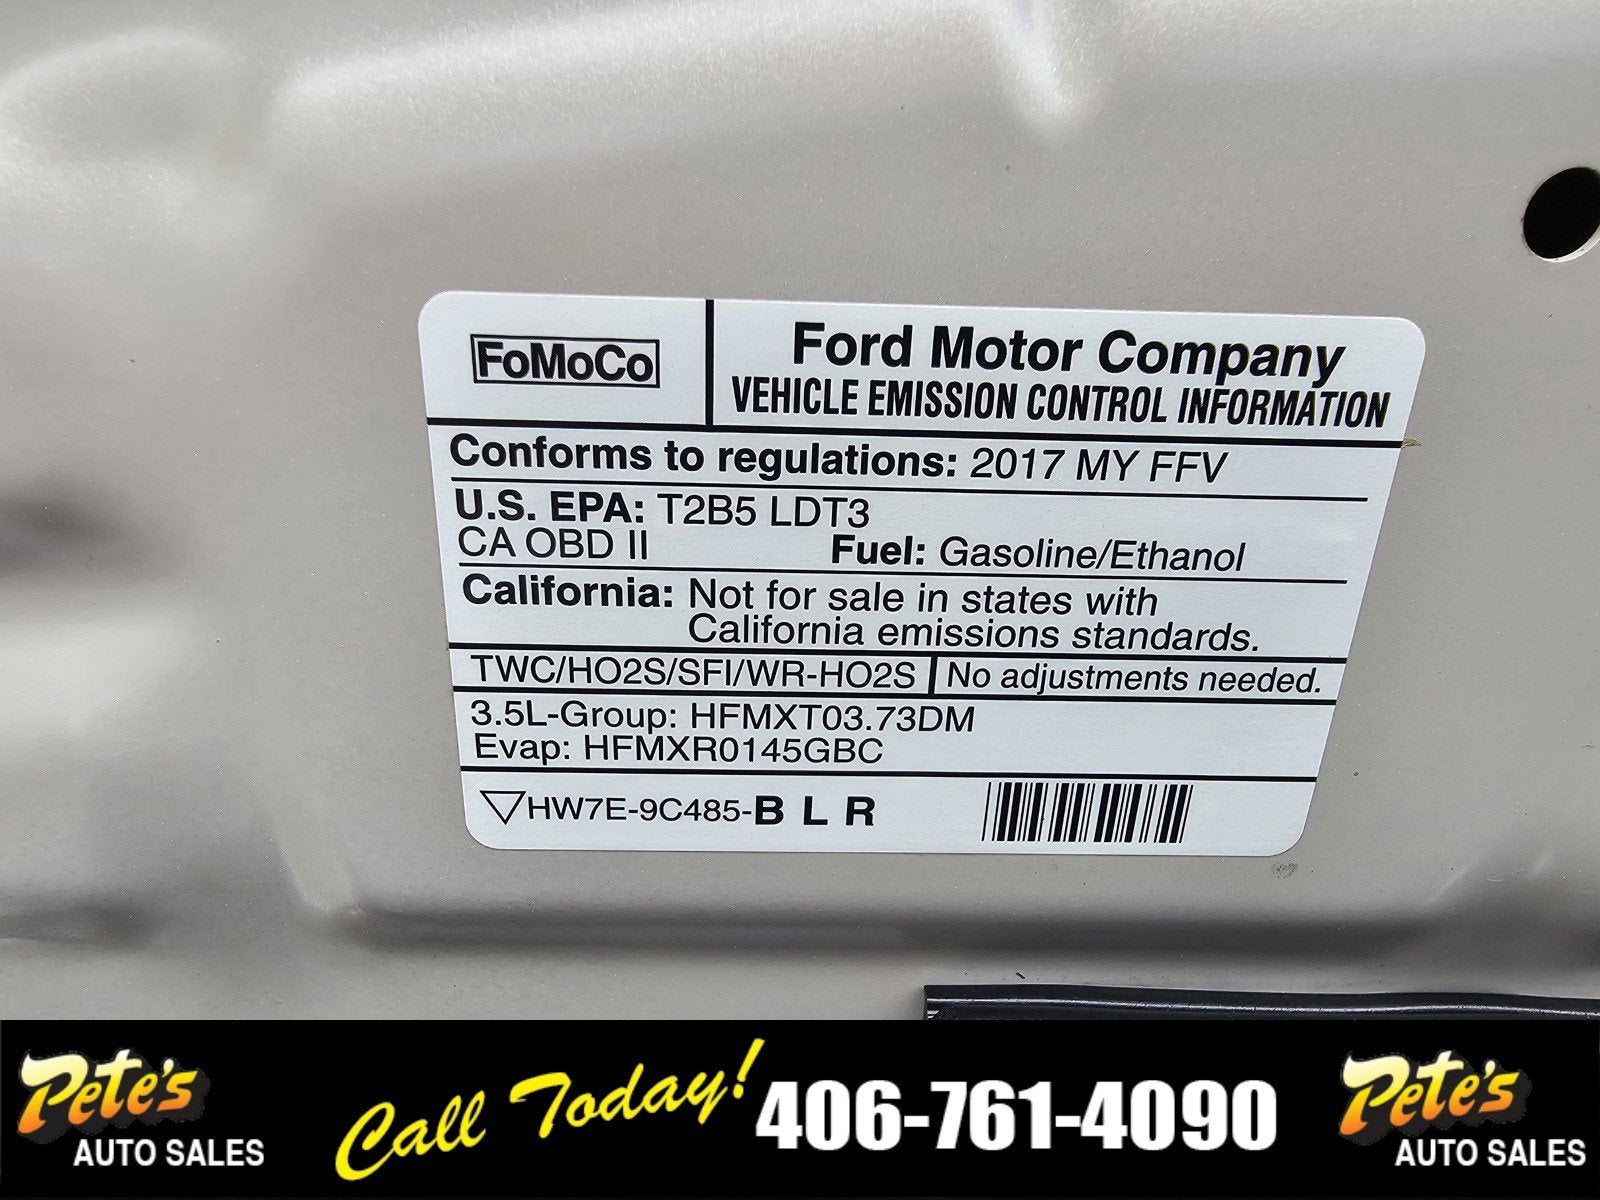 FoMoCo
Ford Motor Company
VEHICLE EMISSION CONTROL INFORMATION
Conforms to regulations: 2017 MY FFV
U.S. EPA: T2B5 LDT3
CA OBD II Fuel: Gasoline/Ethanol
California: Not for sale in states with
California emissions standards.
TWC/HO2S/SFI/WR-HO2S No adjustments needed.
3.5L-Group: HFMXT03.73DM
Evap: HFMXR0145GBC
HW7E-9C485-B L R
Pete's
AUTO SALES
Call Today! 406-761-4090
Pete's
AUTO SALES